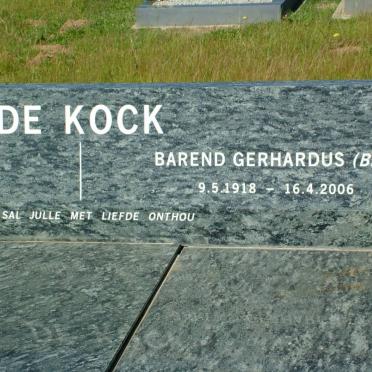 DE KOCK
BAREND GERHARDUS
9.5.1918 – 16.4.2006
SAL JULLE MET LIEFDE ONTHOU